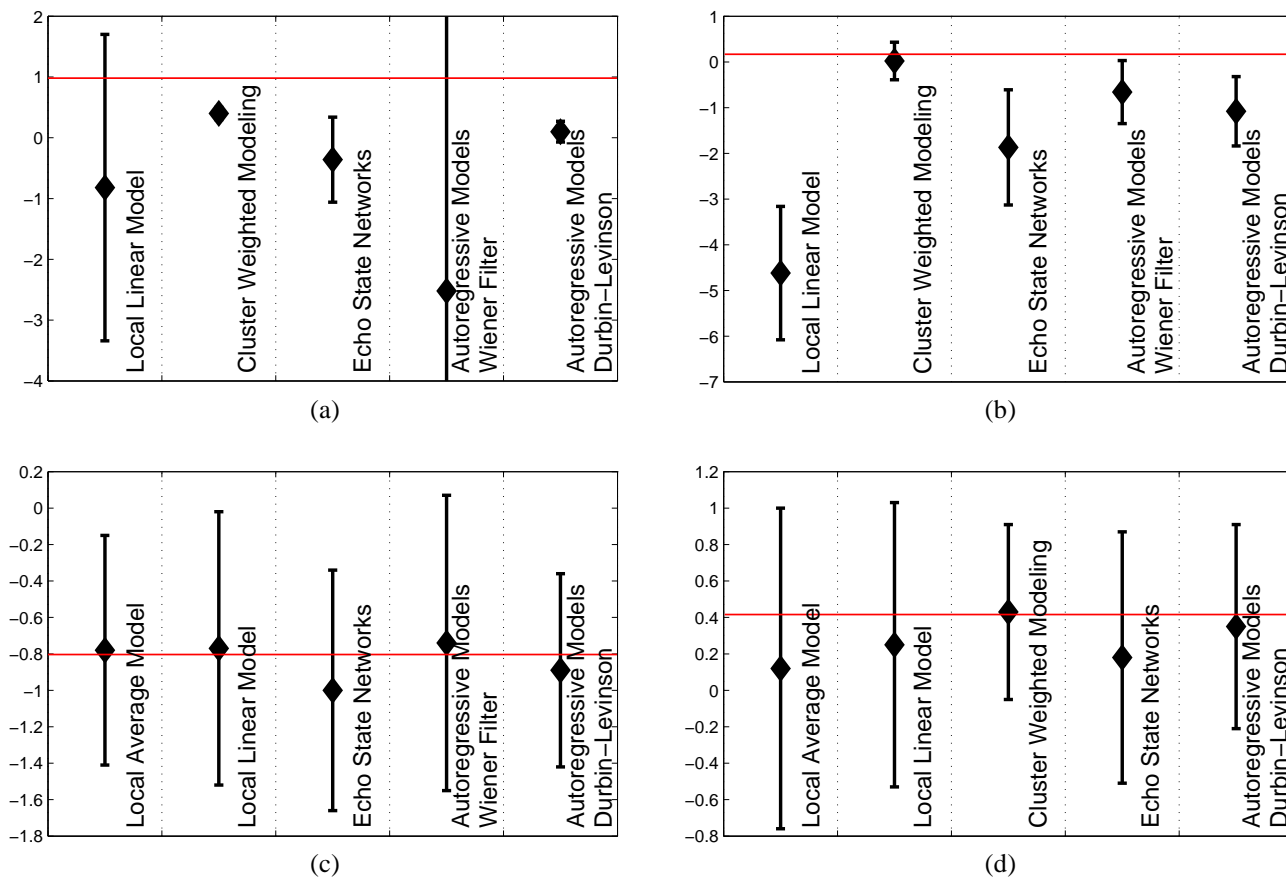 2
1
0
−1
−2
−3
−4
Local Linear Model
Cluster Weighted Modeling
Echo State Networks
Autoregressive Models
Wiener Filter
Autoregressive Models
Durbin−Levinson
(a)
1
0
−1
−2
−3
−4
−5
−6
−7
Local Linear Model
Cluster Weighted Modeling
Echo State Networks
Autoregressive Models
Wiener Filter
Autoregressive Models
Durbin−Levinson
(b)
0.2
0
−0.2
−0.4
−0.6
−0.8
−1
−1.2
−1.4
−1.6
−1.8
Local Average Model
Local Linear Model
Echo State Networks
Autoregressive Models
Wiener Filter
Autoregressive Models
Durbin−Levinson
(c)
1.2
1
0.8
0.6
0.4
0.2
0
−0.2
−0.4
−0.6
−0.8
Local Average Model
Local Linear Model
Cluster Weighted Modeling
Echo State Networks
Autoregressive Models
Durbin−Levinson
(d)